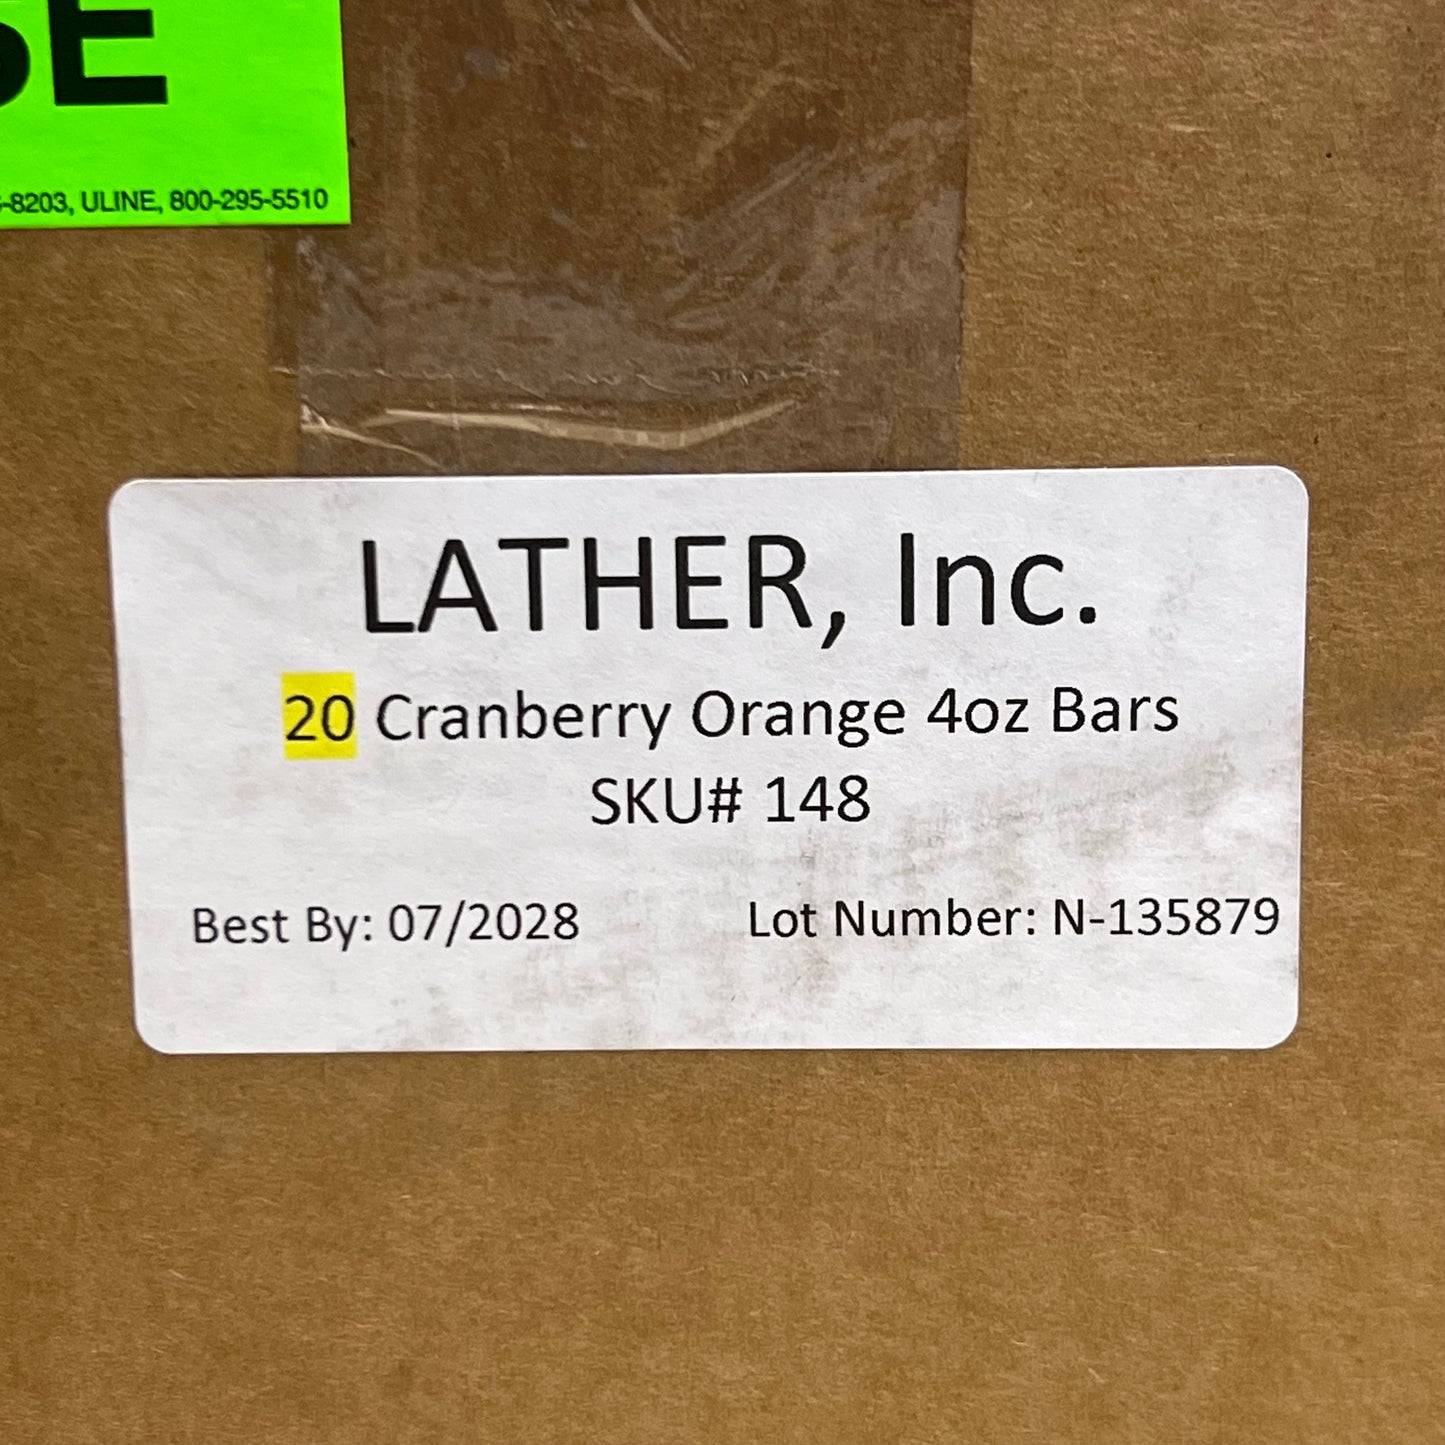 -8203, ULINE, 800-295-5510
LATHER, Inc.
20 Cranberry Orange 4oz Bars
SKU# 148
Best By: 07/2028
Lot Number: N-135879